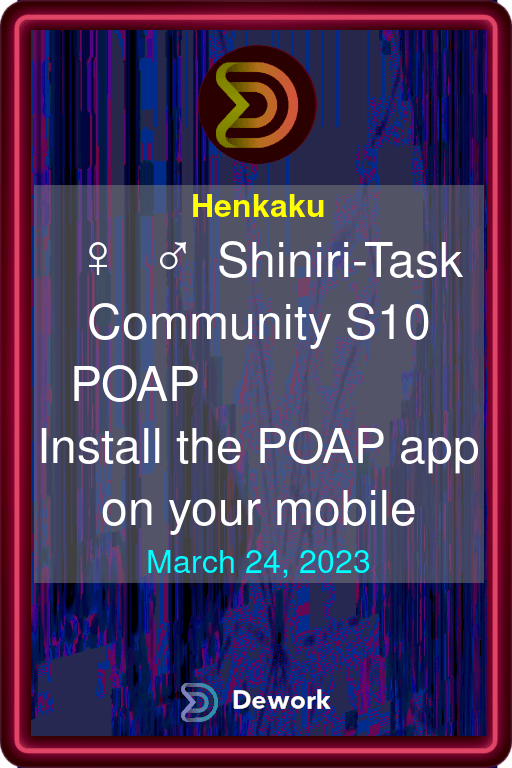 Henkaku
♀ ♂ Shiniri-Task
Community S10
POAP
Install the POAP app
on your mobile
March 24, 2023
Dework